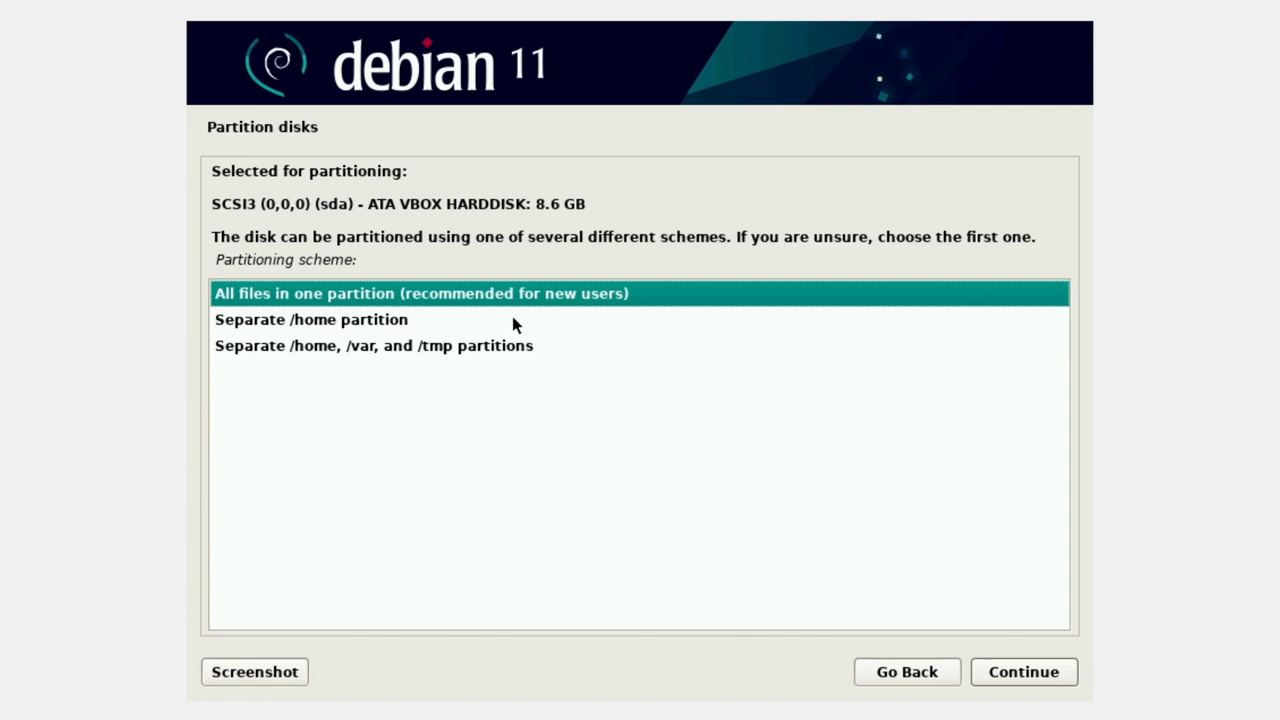 debian 11
Partition disks
Selected for partitioning:
SCSI3 (0,0,0) (sda) - ATA VBOX HARDDISK: 8.6 GB
The disk can be partitioned using one of several different schemes. If you are unsure, choose the first one.
Partitioning scheme:
All files in one partition (recommended for new users)
Separate /home partition
Separate /home, /var, and /tmp partitions
Screenshot
Go Back
Continue